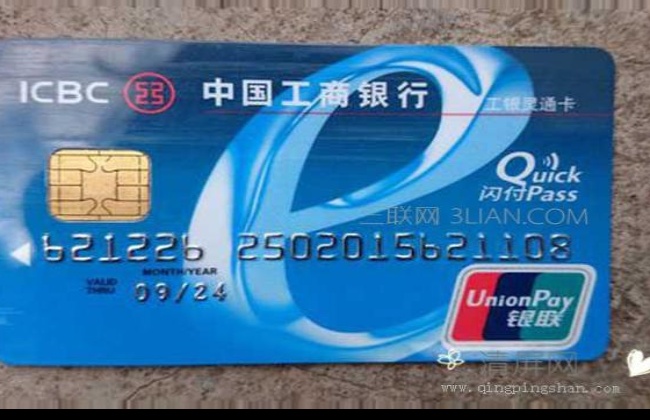 ICBC 中国工商银行
工银灵通卡
Quick
闪付Pass
三联网 3LIAN.COM
621226 2502015621108
MONTH/YEAR
VALID
THRU
09/24
UnionPay
银联
清屏网
www.qingpingshan.com